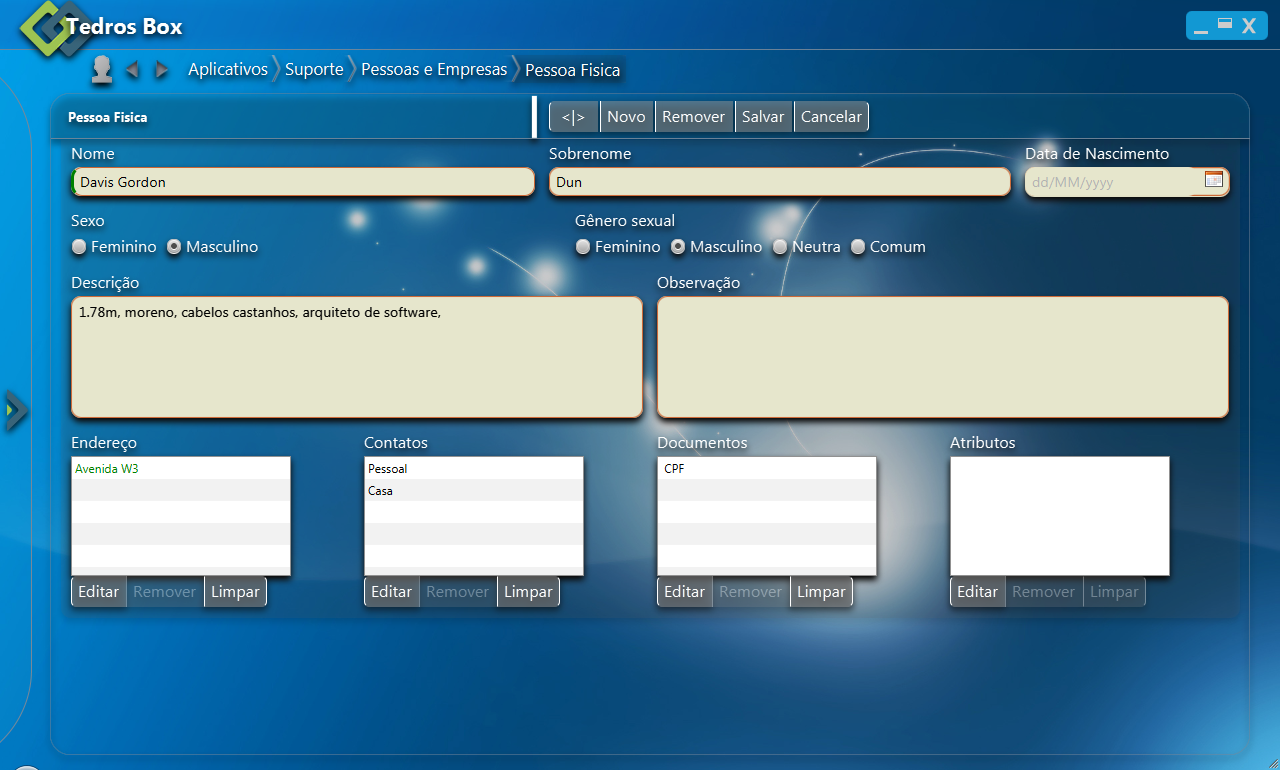 Tedros Box
Aplicativos Suporte Pessoas e Empresas Pessoa Fisica
Pessoa Fisica <|> Novo Remover Salvar Cancelar
Nome Sobrenome Data de Nascimento
Davis Gordon Dun dd/MM/yyyy
Sexo Gênero sexual
Feminino Masculino Feminino Masculino Neutra Comum
Descrição Observação
1.78m, moreno, cabelos castanhos, arquiteto de software,
Endereço Contatos Documentos Atributos
Avenida W3 Pessoal CPF
Casa
Editar Remover Limpar Editar Remover Limpar Editar Remover Limpar Editar Remover Limpar